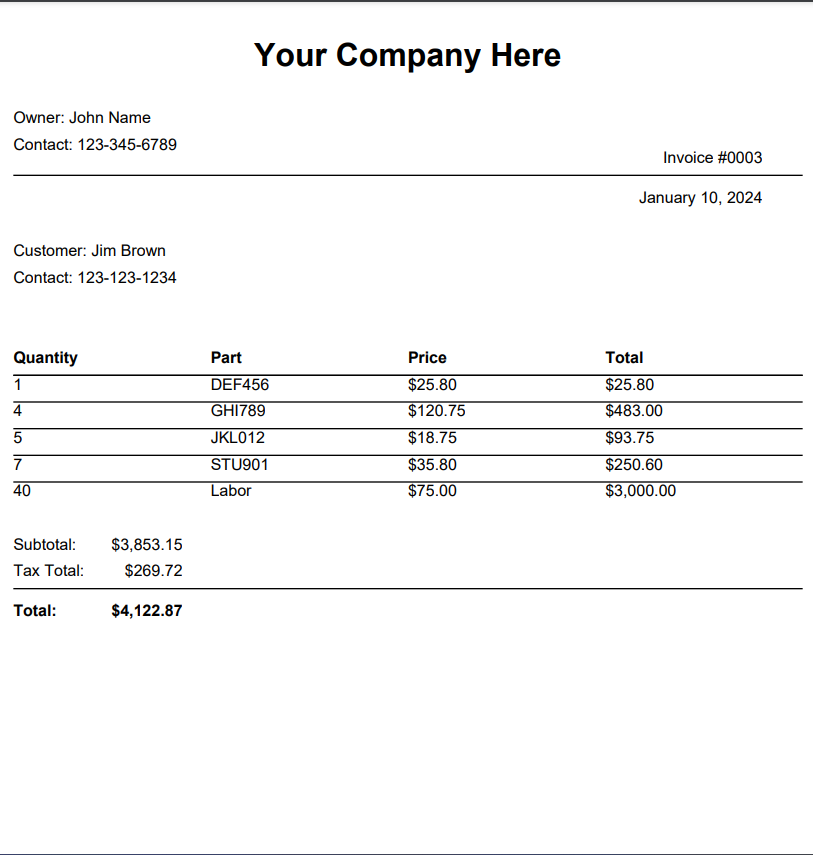 Your Company Here
Owner: John Name
Contact: 123-345-6789
Invoice #0003
January 10, 2024
Customer: Jim Brown
Contact: 123-123-1234
Quantity Part Price Total
1 DEF456 $25.80 $25.80
4 GHI789 $120.75 $483.00
5 JKL012 $18.75 $93.75
7 STU901 $35.80 $250.60
40 Labor $75.00 $3,000.00
Subtotal: $3,853.15
Tax Total: $269.72
Total: $4,122.87